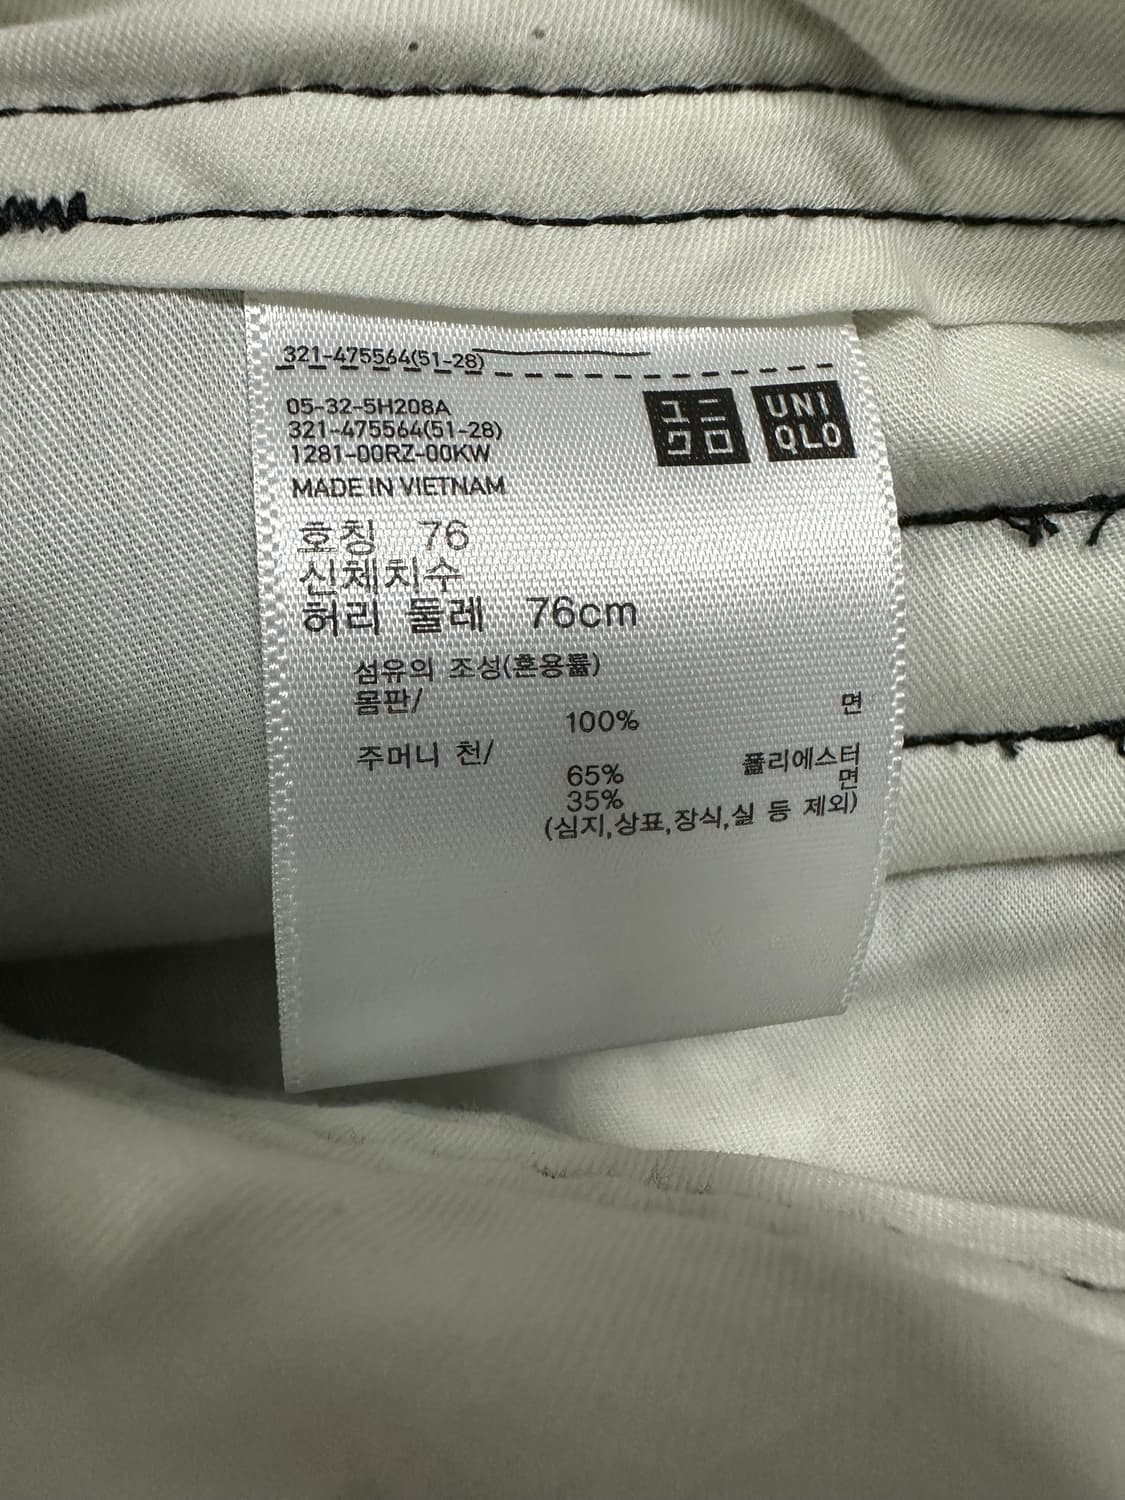 321-475564(51-28)
05-32-5H208A
321-475564(51-28)
1281-00RZ-00KW
MADE IN VIETNAM
ユニ
クロ
UNI
QLO
호칭 76
신체치수
허리 둘레 76cm
섬유의 조성(혼용률)
몸판/
100% 면
주머니 천/
65% 폴리에스터
35% 면
(심지,상표,장식,실 등 제외)